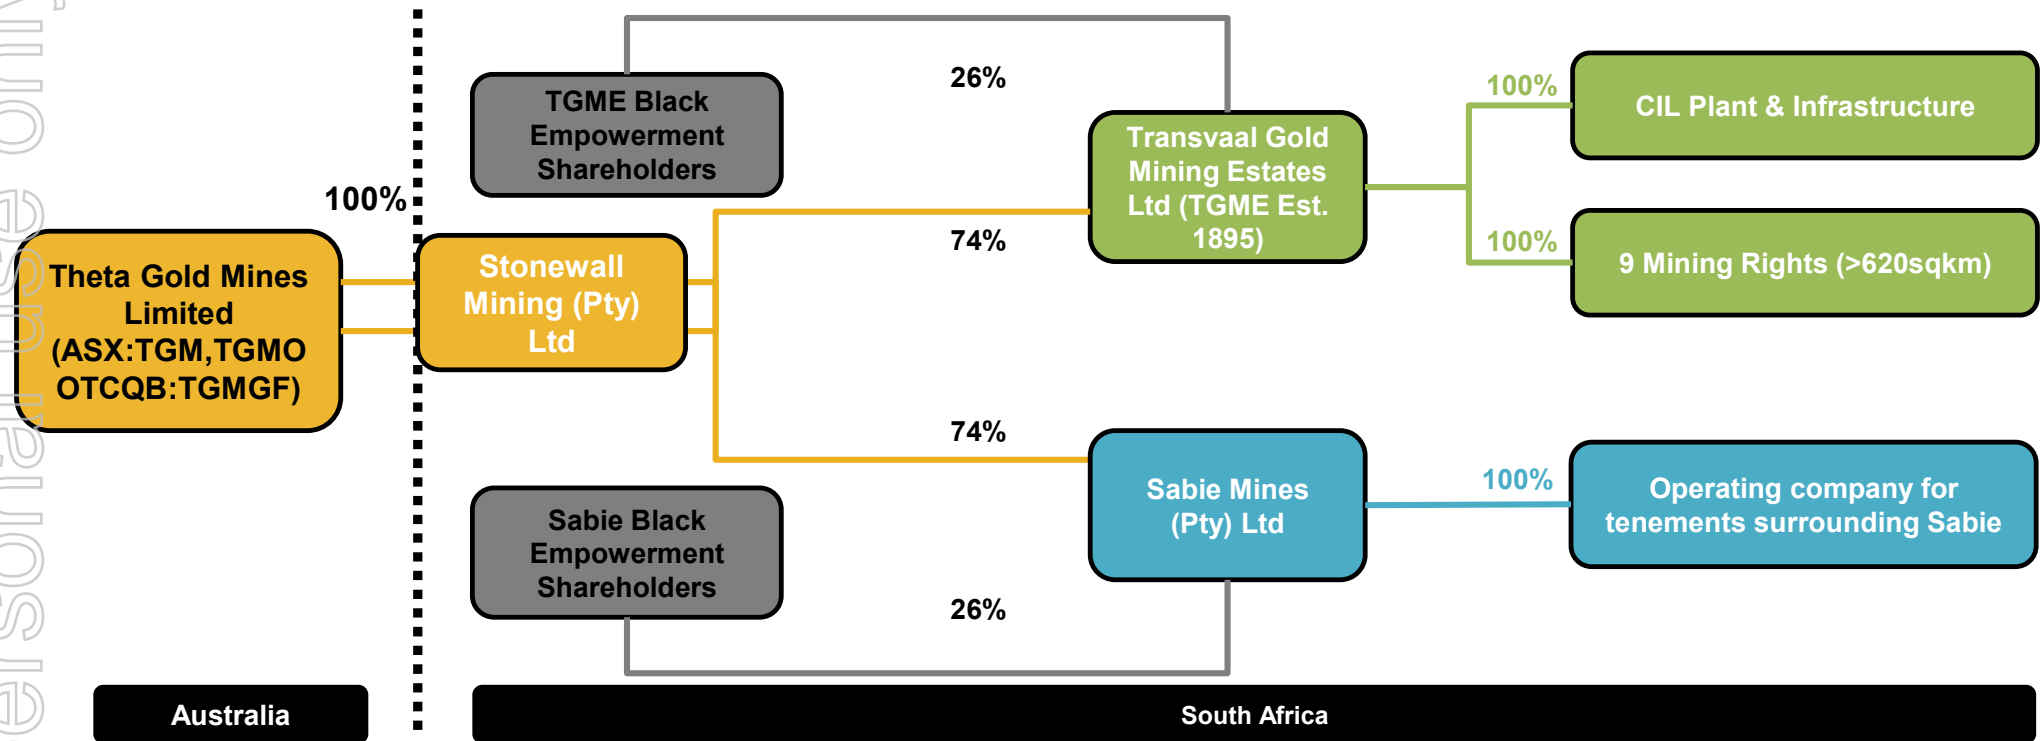 26%
TGME Black
Empowerment
Shareholders
100%
CIL Plant & Infrastructure
Transvaal Gold
Mining Estates
Ltd (TGME Est.
1895)
100%
74%
100%
9 Mining Rights (>620sqkm)
Theta Gold Mines
Limited
(ASX:TGM,TGMO
OTCQB:TGMGF)
Stonewall
Mining (Pty)
Ltd
74%
Sabie Mines
(Pty) Ltd
100%
Operating company for
tenements surrounding Sabie
Sabie Black
Empowerment
Shareholders
26%
Australia
South Africa
ersonal use only